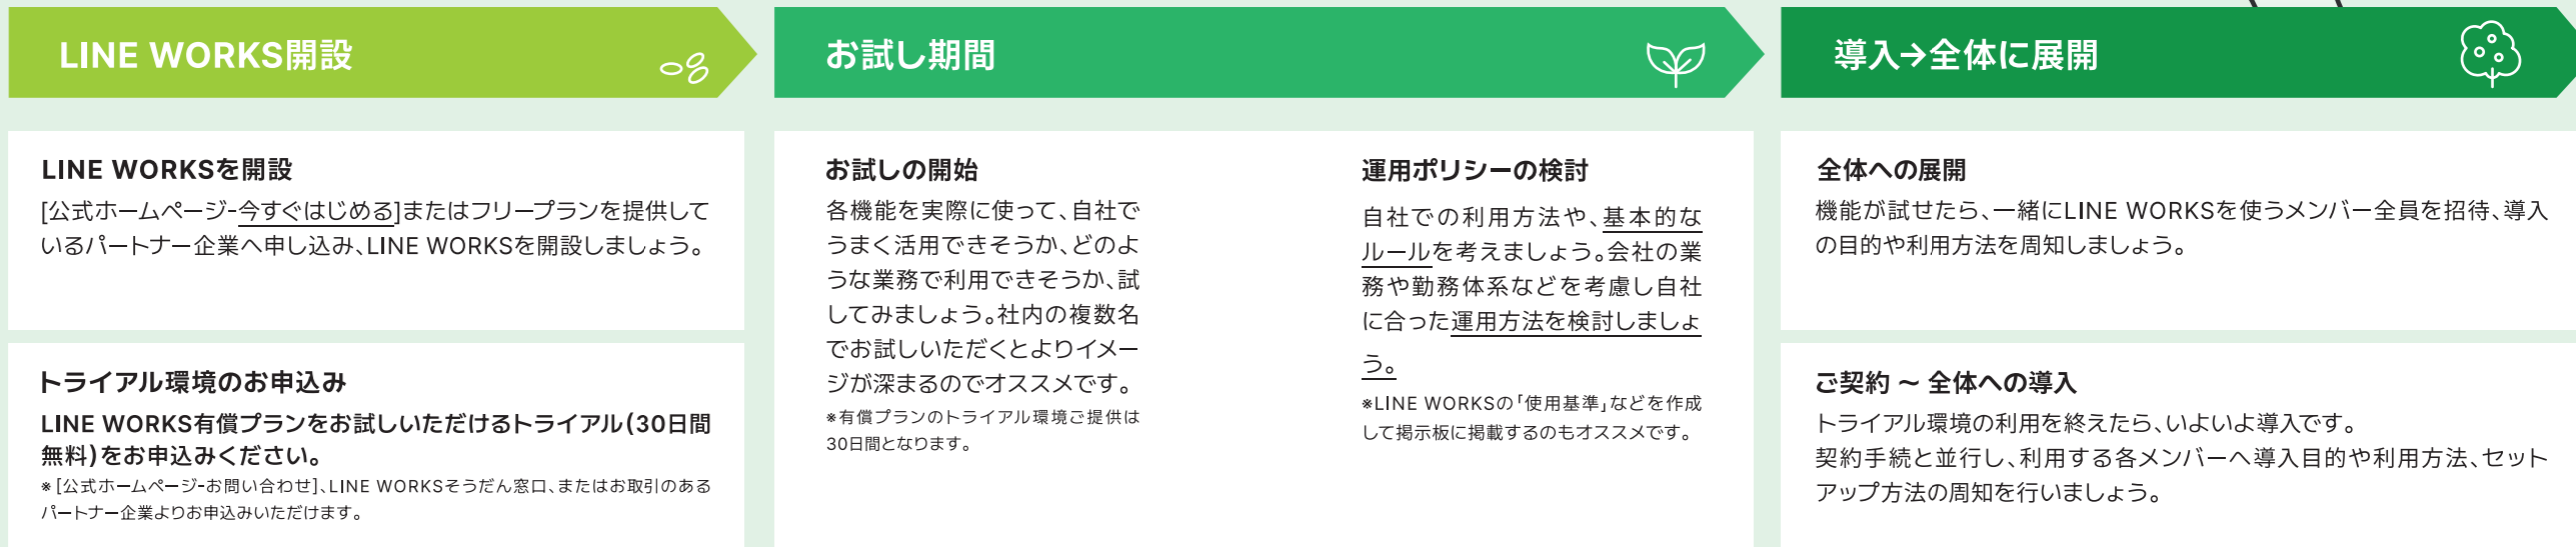 LINE WORKS開設
LINE WORKSを開設
[公式ホームページ-今すぐはじめる]またはフリープランを提供して
いるパートナー企業へ申し込み、LINE WORKSを開設しましょう。
トライアル環境のお申込み
LINE WORKS有償プランをお試しいただけるトライアル(30日間
無料)をお申込みください。
※[公式ホームページ-お問い合わせ]、LINE WORKSそうだん窓口、またはお取引のある
パートナー企業よりお申込みいただけます。
お試し期間
お試しの開始
各機能を実際に使って、自社で
うまく活用できそうか、どのよ
うな業務で利用できそうか、試
してみましょう。社内の複数名
でお試しいただくとよりイメー
ジが深まるのでオススメです。
※有償プランのトライアル環境ご提供は
30日間となります。
運用ポリシーの検討
自社での利用方法や、基本的な
ルールを考えましょう。会社の業
務や勤務体系などを考慮し自社
に合った運用方法を検討しましょ
う。
※LINE WORKSの「使用基準」などを作成
して掲示板に掲載するのもオススメです。
導入→全体に展開
全体への展開
機能が試せたら、一緒にLINE WORKSを使うメンバー全員を招待、導入
の目的や利用方法を周知しましょう。
ご契約 ～ 全体への導入
トライアル環境の利用を終えたら、いよいよ導入です。
契約手続と並行し、利用する各メンバーへ導入目的や利用方法、セット
アップ方法の周知を行いましょう。